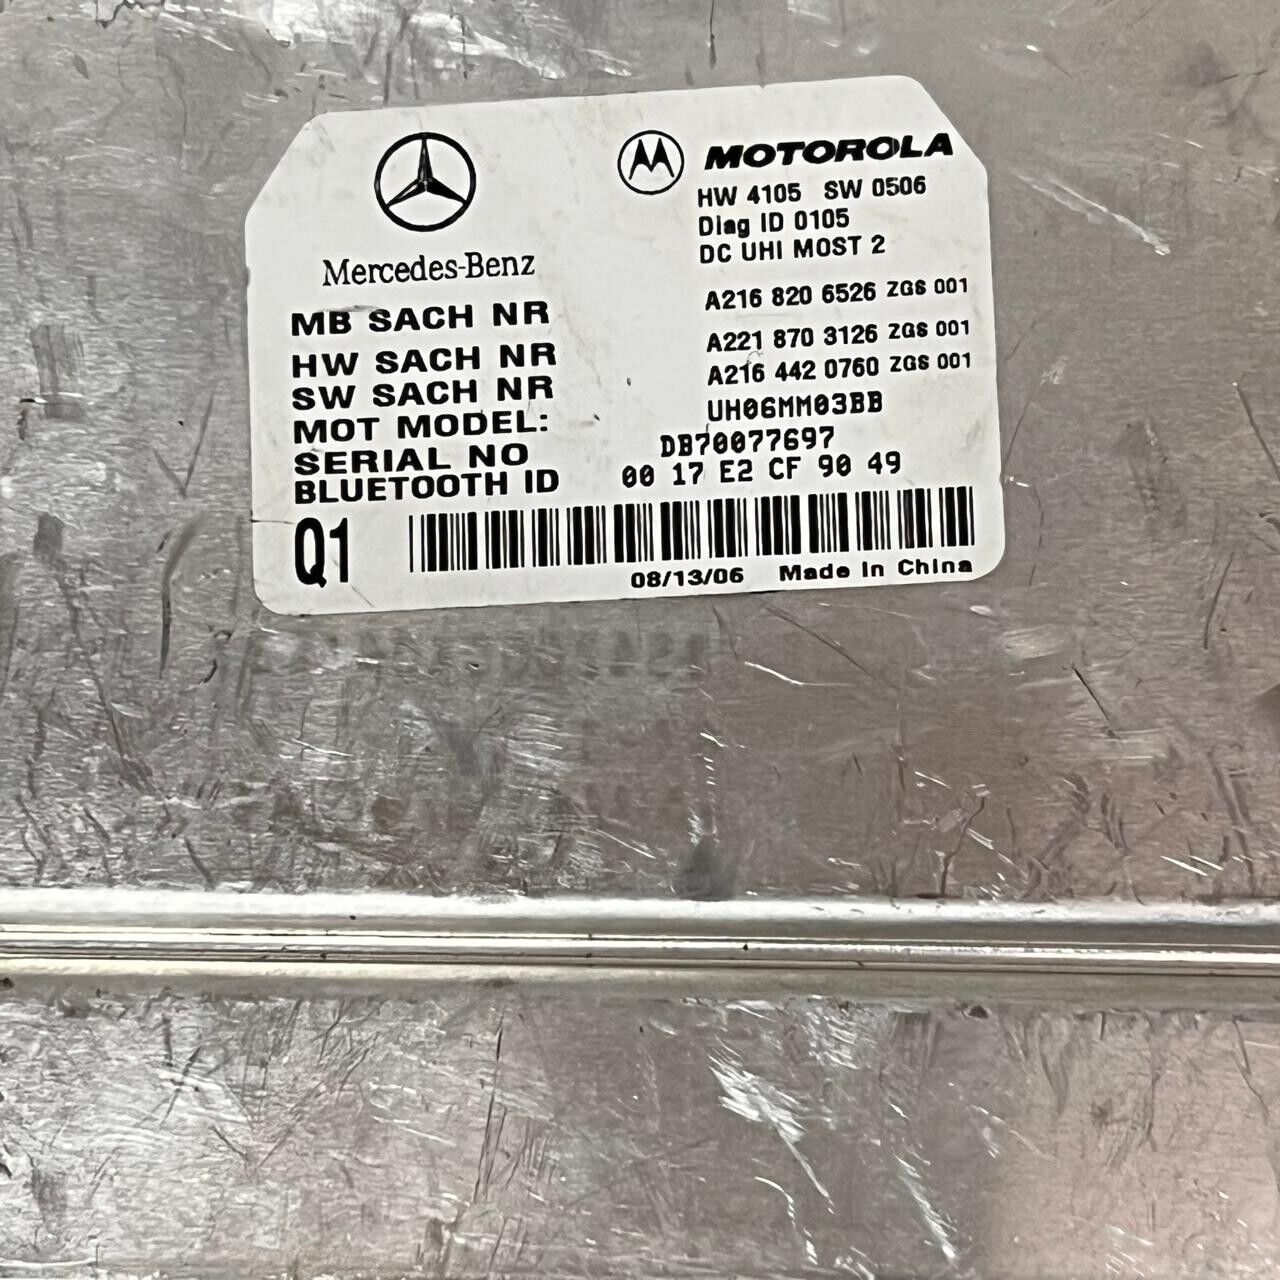 MOTOROLA
HW 4105 SW 0506
Diag ID 0105
DC UHI MOST 2
Mercedes-Benz
MB SACH NR A216 820 6526 ZGS 001
HW SACH NR A221 870 3126 ZGS 001
SW SACH NR A216 442 0760 ZGS 001
MOT MODEL: UH06MM03BB
SERIAL NO DB70077697
BLUETOOTH ID 00 17 E2 CF 90 49
Q1
08/13/06 Made In China